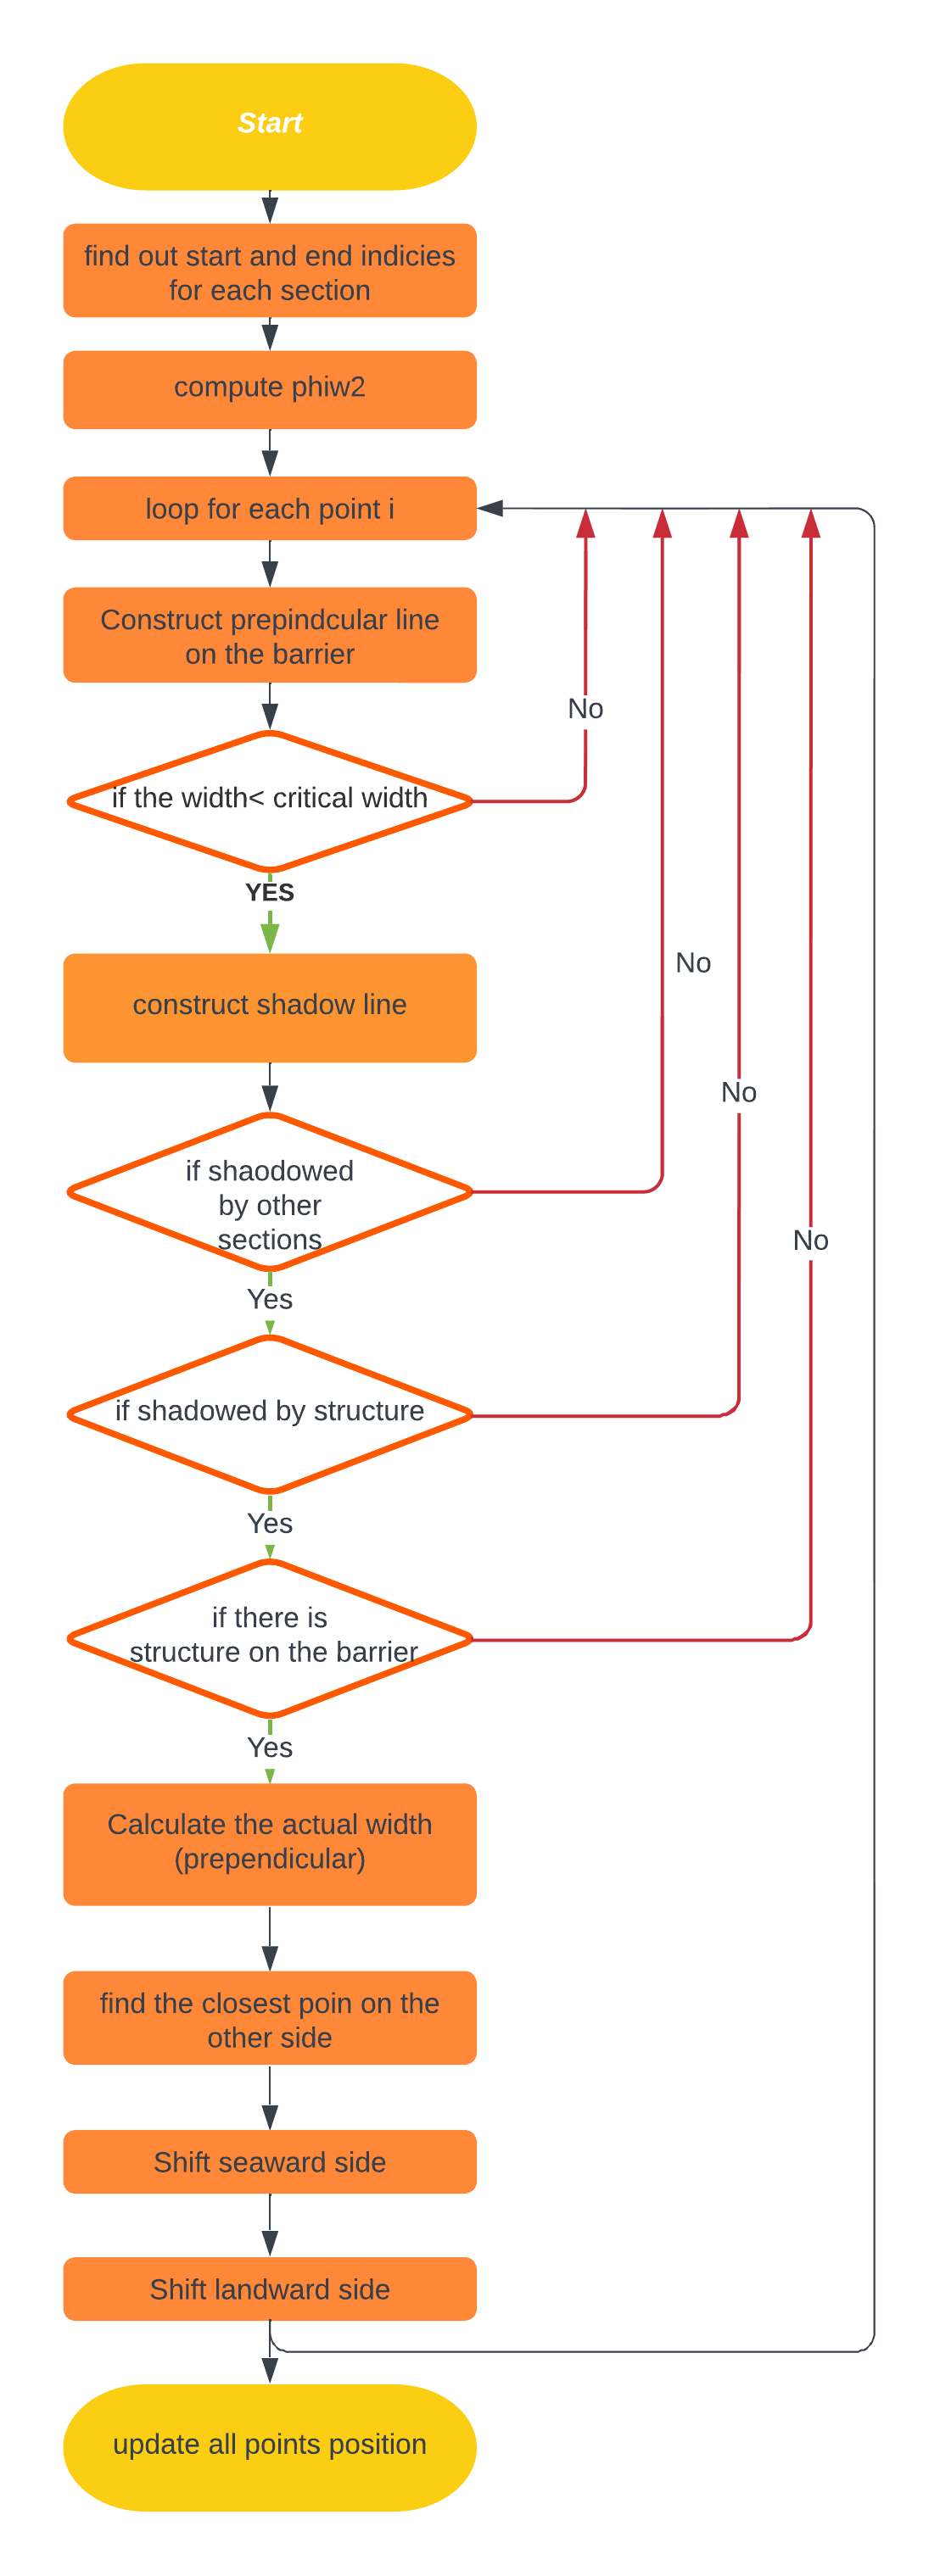 Start
find out start and end indicies
for each section
compute phiw2
loop for each point i
Construct prepindcular line
on the barrier
No
if the width< critical width
YES
No
construct shadow line
No
if shaodowed
by other
sections
No
Yes
if shadowed by structure
Yes
if there is
structure on the barrier
Yes
Calculate the actual width
(prependicular)
find the closest poin on the
other side
Shift seaward side
Shift landward side
update all points position